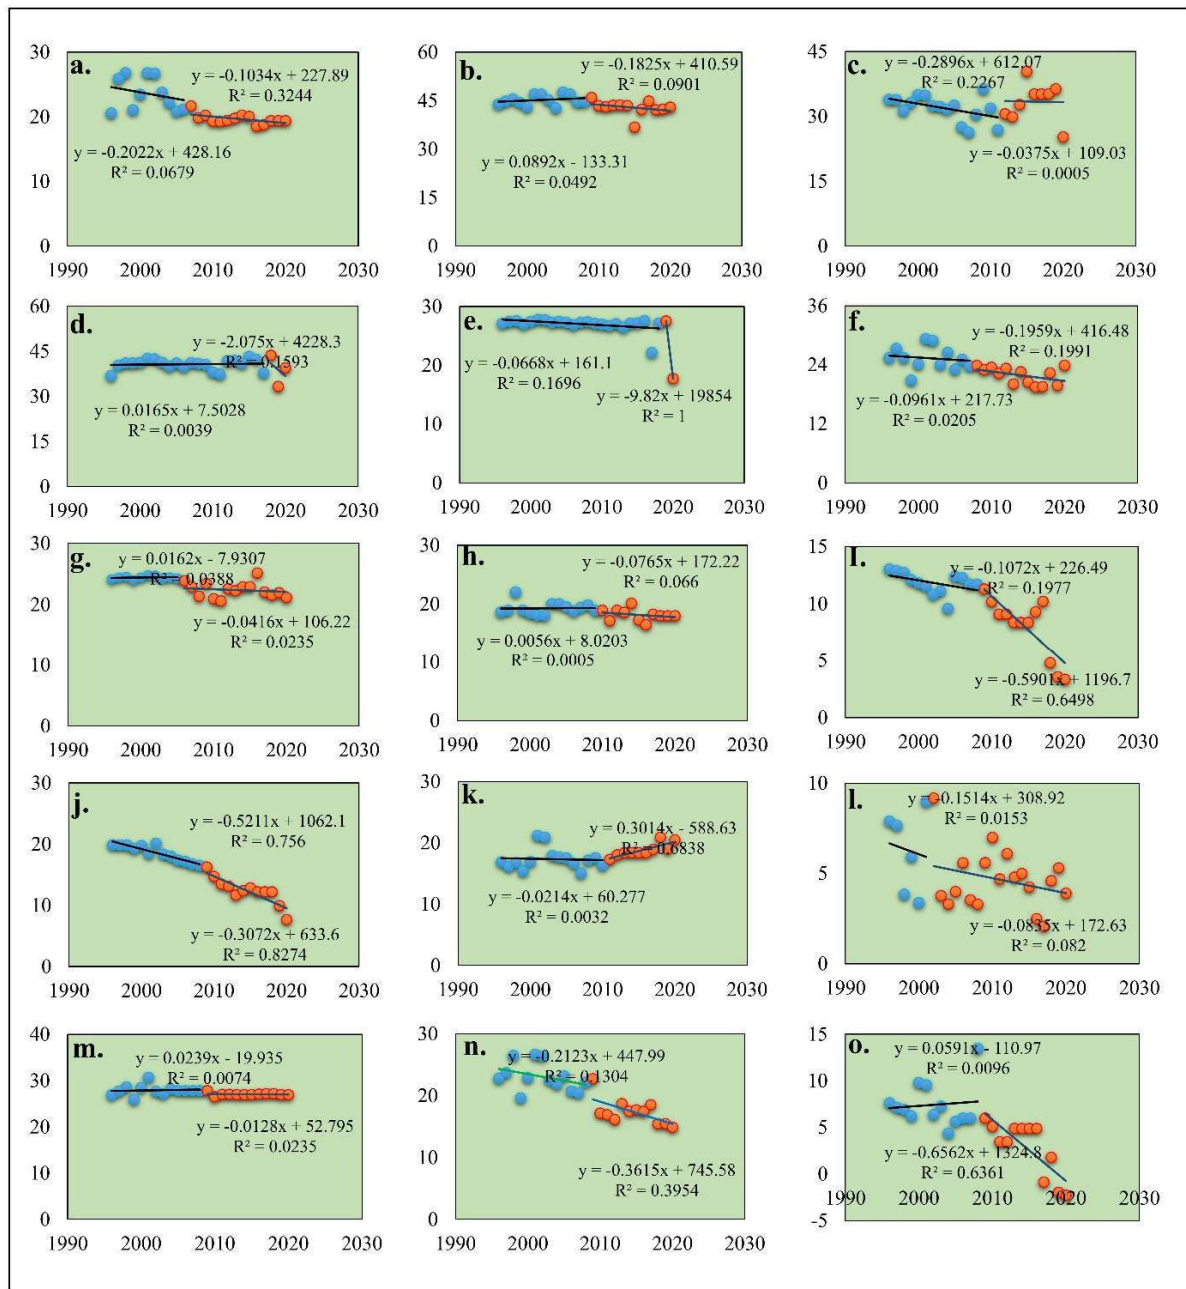 a.
30
20
10
0
y = -0.1034x + 227.89
R² = 0.3244
y = -0.2022x + 428.16
R² = 0.0679
1990 2000 2010 2020 2030
b.
60
45
30
15
0
y = -0.1825x + 410.59
R² = 0.0901
y = 0.0892x - 133.31
R² = 0.0492
1990 2000 2010 2020 2030
c.
45
30
15
0
y = -0.2896x + 612.07
R² = 0.2267
y = -0.0375x + 109.03
R² = 0.0005
1990 2000 2010 2020 2030
d.
60
45
30
15
0
y = -2.075x + 4228.3
R² = 0.1593
y = 0.0165x + 7.5028
R² = 0.0039
1990 2000 2010 2020 2030
e.
30
20
10
0
y = -0.0668x + 161.1
R² = 0.1696
y = -9.82x + 19854
R² = 1
1990 2000 2010 2020 2030
f.
36
24
12
0
y = -0.1959x + 416.48
R² = 0.1991
y = -0.0961x + 217.73
R² = 0.0205
1990 2000 2010 2020 2030
g.
30
20
10
0
y = 0.0162x - 7.9307
R² = 0.0388
y = -0.0416x + 106.22
R² = 0.0235
1990 2000 2010 2020 2030
h.
30
20
10
0
y = -0.0765x + 172.22
R² = 0.066
y = 0.0056x + 8.0203
R² = 0.0005
1990 2000 2010 2020 2030
l.
15
10
5
0
y = -0.1072x + 226.49
R² = 0.1977
y = -0.5901x + 1196.7
R² = 0.6498
1990 2000 2010 2020 2030
j.
30
20
10
0
y = -0.5211x + 1062.1
R² = 0.756
y = -0.3072x + 633.6
R² = 0.8274
1990 2000 2010 2020 2030
k.
30
20
10
0
y = 0.3014x - 588.63
R² = 0.6838
y = -0.0214x + 60.277
R² = 0.0032
1990 2000 2010 2020 2030
l.
10
5
0
y = -0.1514x + 308.92
R² = 0.0153
y = -0.0835x + 172.63
R² = 0.082
1990 2000 2010 2020 2030
m.
40
30
20
10
0
y = 0.0239x - 19.935
R² = 0.0074
y = -0.0128x + 52.795
R² = 0.0235
1990 2000 2010 2020 2030
n.
30
20
10
0
y = -0.2123x + 447.99
R² = 0.1304
y = -0.3615x + 745.58
R² = 0.3954
1990 2000 2010 2020 2030
o.
15
10
5
0
-5
y = 0.0591x - 110.97
R² = 0.0096
y = -0.6562x + 1324.8
R² = 0.6361
1990 2000 2010 2020 2030